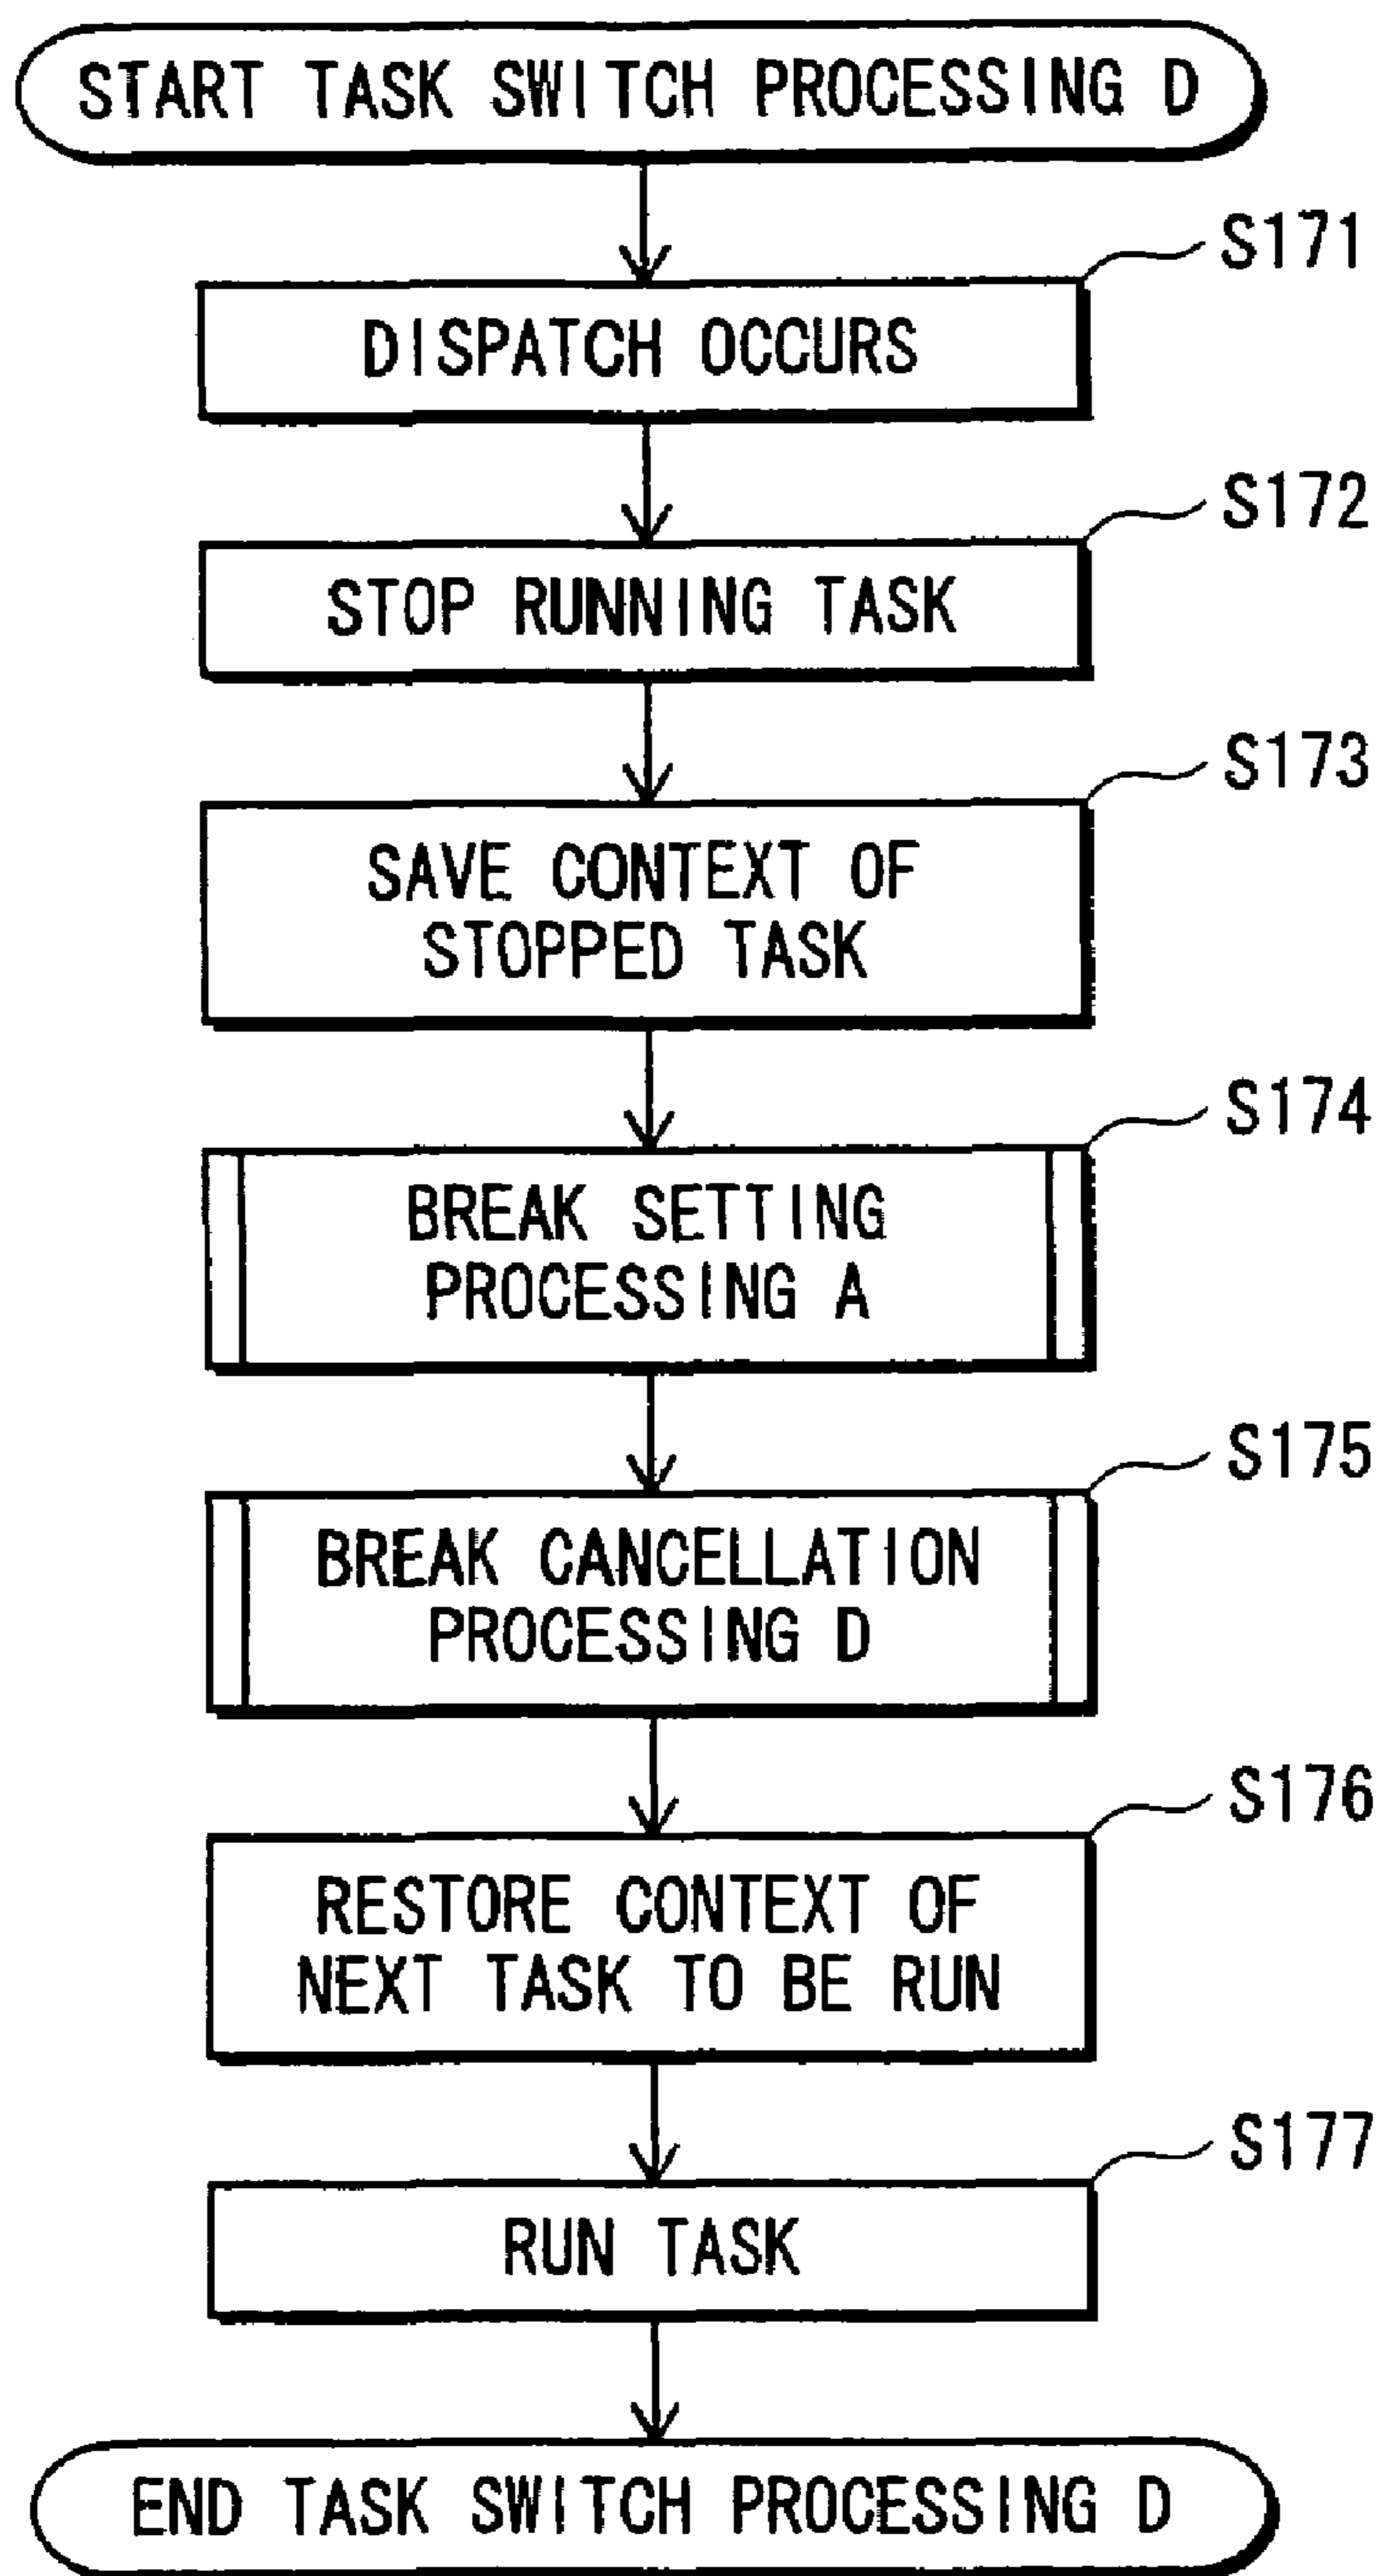 START TASK SWITCH PROCESSING D
S171
DISPATCH OCCURS
S172
STOP RUNNING TASK
S173
SAVE CONTEXT OF
STOPPED TASK
S174
BREAK SETTING
PROCESSING A
S175
BREAK CANCELLATION
PROCESSING D
S176
RESTORE CONTEXT OF
NEXT TASK TO BE RUN
S177
RUN TASK
END TASK SWITCH PROCESSING D